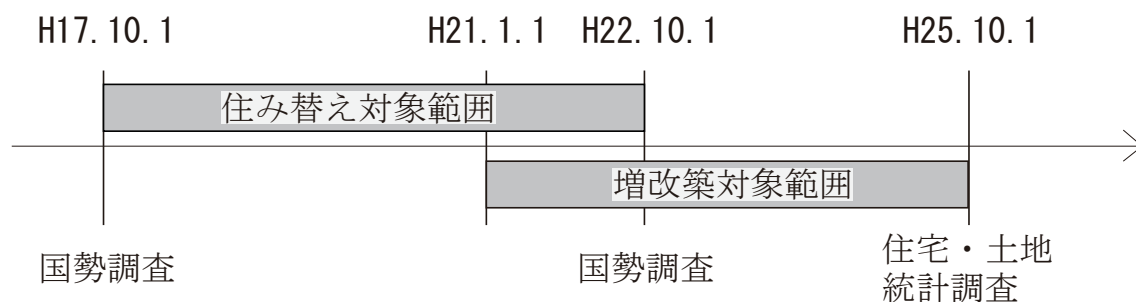 H17.10.1
H21.1.1
H22.10.1
H25.10.1
住み替え対象範囲
増改築対象範囲
国勢調査
国勢調査
住宅・土地
統計調査